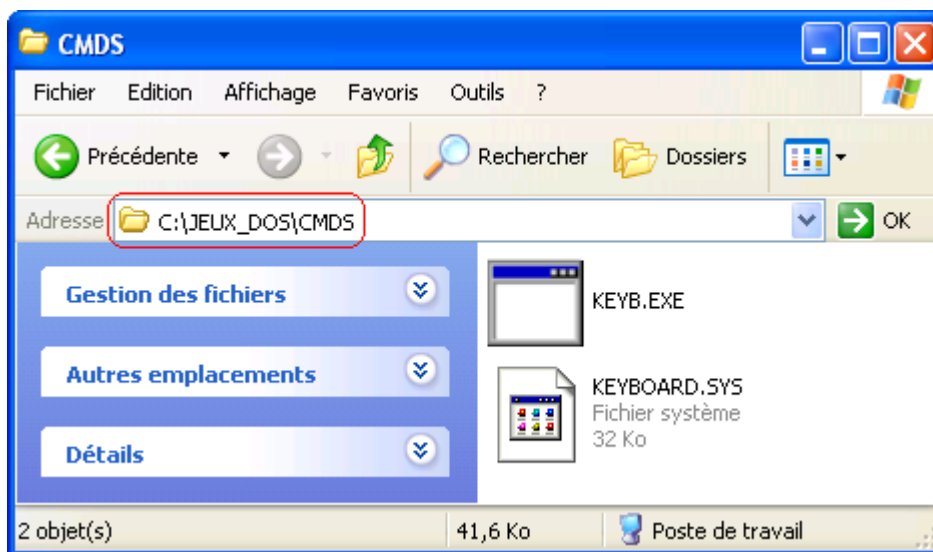 CMDS
Fichier Edition Affichage Favoris Outils ?
Précédente Rechercher Dossiers
Adresse C:\JEUX_DOS\CMDS OK
Gestion des fichiers
Autres emplacements
Détails
KEYB.EXE
KEYBOARD.SYS
Fichier système
32 Ko
2 objet(s) 41,6 Ko Poste de travail